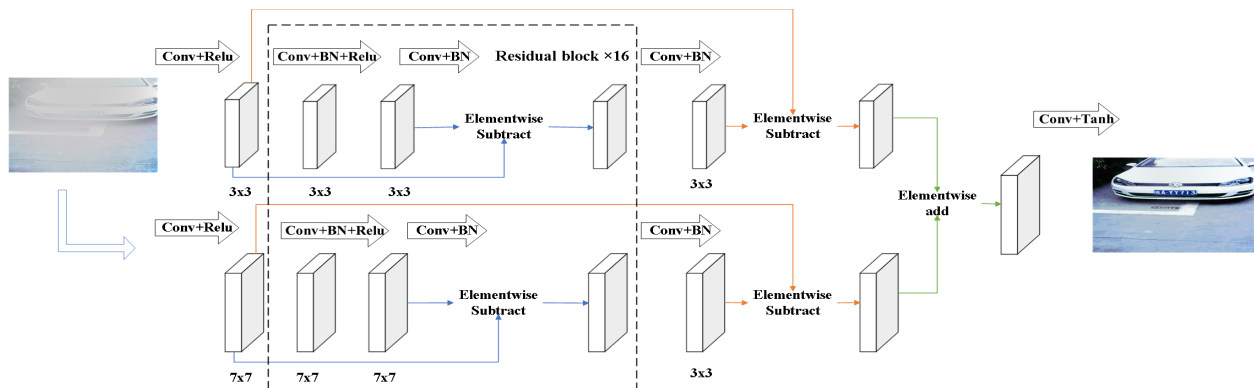 Conv+Relu
Conv+BN+Relu
Conv+BN
Residual block ×16
Conv+BN
Elementwise
Subtract
Elementwise
Subtract
Conv+Tanh
3x3
3x3
3x3
3x3
Elementwise
add
Conv+Relu
Conv+BN+Relu
Conv+BN
Conv+BN
Elementwise
Subtract
Elementwise
Subtract
7x7
7x7
7x7
3x3